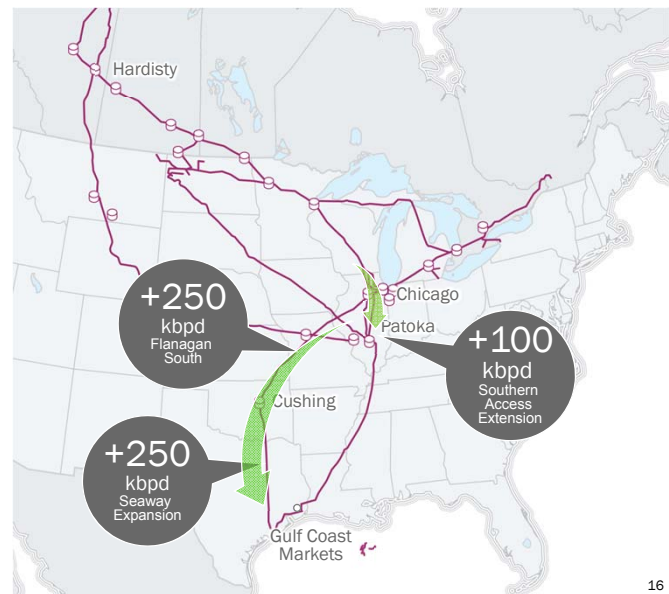 Hardisty
+250
kbpd
Flanagan
South
Chicago
Patoka
+100
kbpd
Southern
Access
Extension
Cushing
+250
kbpd
Seaway
Expansion
Gulf Coast
Markets
16